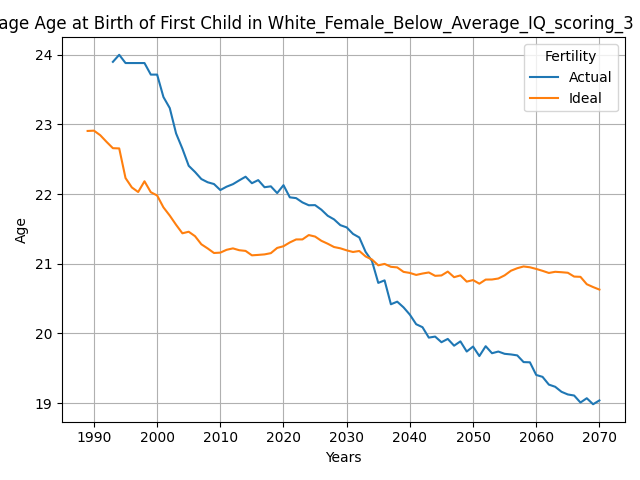 age Age at Birth of First Child in White_Female_Below_Average_IQ_scoring_3
Fertility
Actual
Ideal
24
23
22
21
20
19
Age
1990 2000 2010 2020 2030 2040 2050 2060 2070
Years